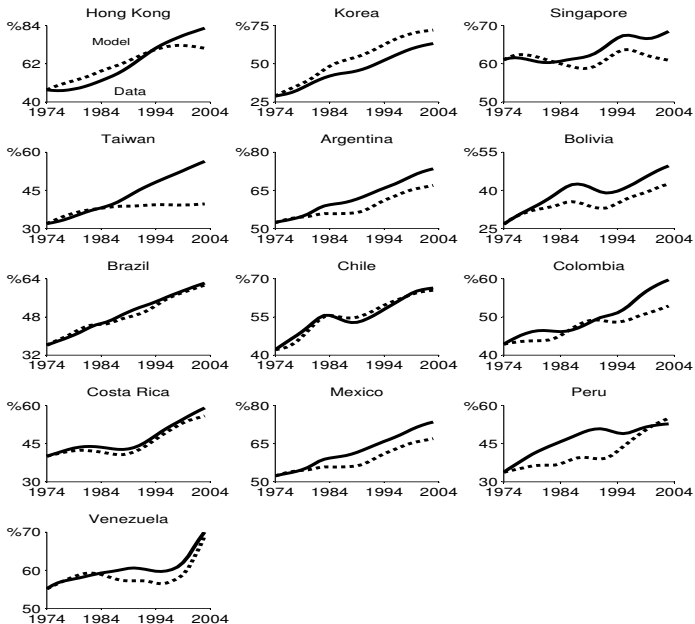 Hong Kong Korea Singapore
%84 %75 %70
Model
62 50 60
Data
40 25 50
1974 1984 1994 2004 1974 1984 1994 2004 1974 1984 1994 2004
Taiwan Argentina Bolivia
%60 %80 %55
45 65 40
30 50 25
1974 1984 1994 2004 1974 1984 1994 2004 1974 1984 1994 2004
Brazil Chile Colombia
%64 %70 %60
48 55 50
32 40 40
1974 1984 1994 2004 1974 1984 1994 2004 1974 1984 1994 2004
Costa Rica Mexico Peru
%60 %80 %60
45 65 45
30 50 30
1974 1984 1994 2004 1974 1984 1994 2004 1974 1984 1994 2004
Venezuela
%70
60
50
1974 1984 1994 2004